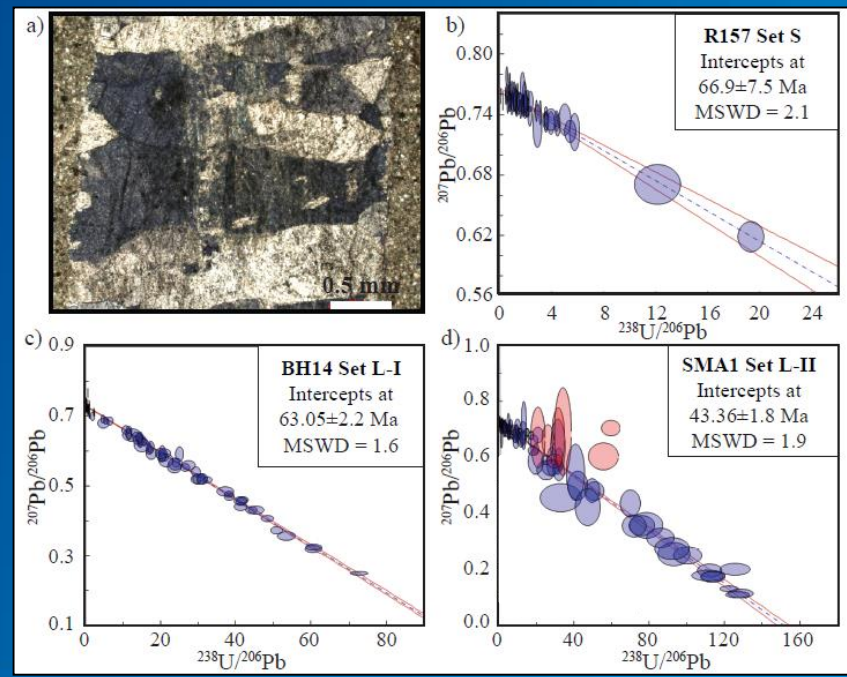 a)
0.5 mm
b)
R157 Set S
Intercepts at
66.9±7.5 Ma
MSWD = 2.1
0.80
0.74
0.68
0.62
0.56
²⁰⁷Pb/²⁰⁶Pb
0 4 8 12 16 20 24
²³⁸U/²⁰⁶Pb
c)
BH14 Set L-I
Intercepts at
63.05±2.2 Ma
MSWD = 1.6
0.9
0.7
0.5
0.3
0.1
²⁰⁷Pb/²⁰⁶Pb
0 20 40 60 80
²³⁸U/²⁰⁶Pb
d)
SMA1 Set L-II
Intercepts at
43.36±1.8 Ma
MSWD = 1.9
1.0
0.8
0.6
0.4
0.2
0.0
²⁰⁷Pb/²⁰⁶Pb
0 40 80 120 160
²³⁸U/²⁰⁶Pb